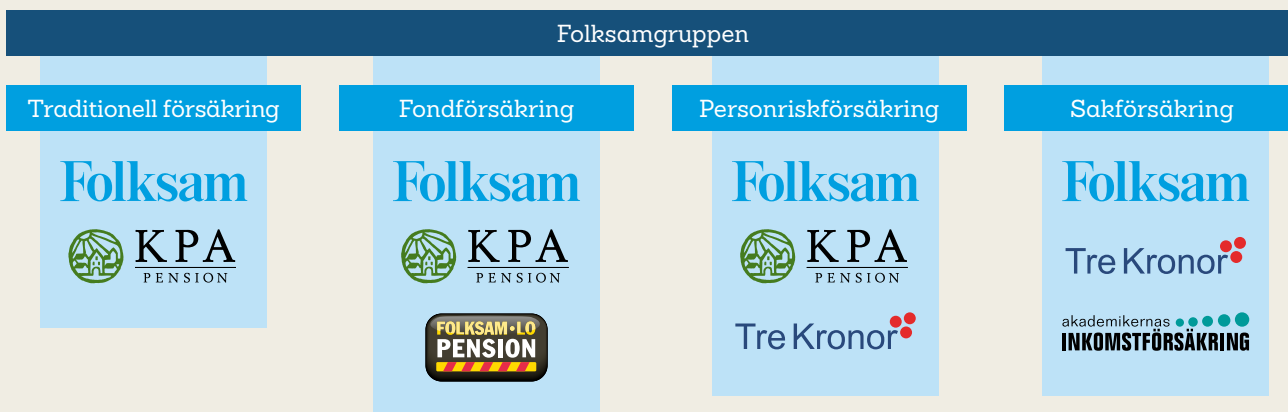 Folksamgruppen
Traditionell försäkring
Folksam
KPA
PENSION
Fondförsäkring
Folksam
KPA
PENSION
FOLKSAM•LO
PENSION
Personriskförsäkring
Folksam
KPA
PENSION
Tre Kronor
Sakförsäkring
Folksam
Tre Kronor
akademikernas
INKOMSTFÖRSÄKRING